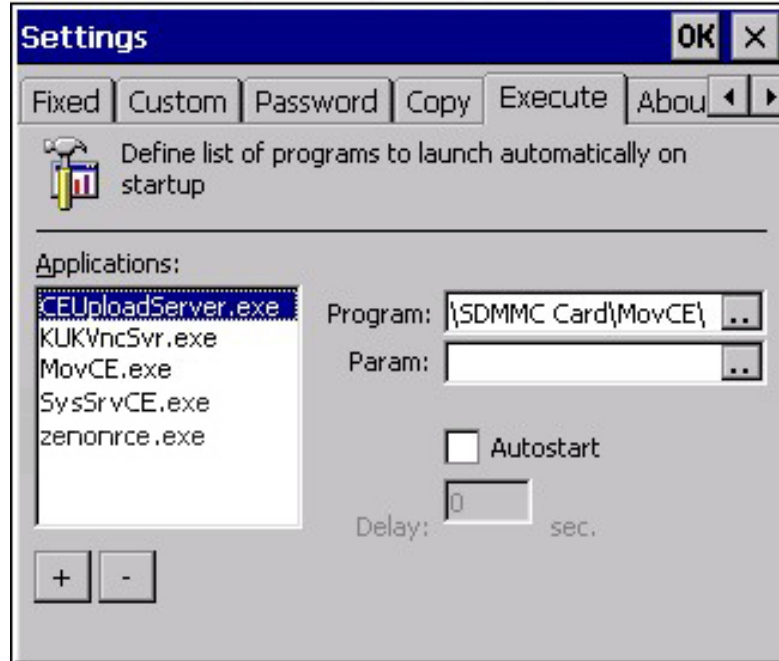 Settings OK ×
Fixed Custom Password Copy Execute Abou
Define list of programs to launch automatically on
startup
Applications:
CEUploadServer.exe
KUKVncSvr.exe
MovCE.exe
SysSrvCE.exe
zenonrce.exe
Program: \SDMMC Card\MovCE\ ..
Param: ..
Autostart
Delay: 0 sec.
+ -